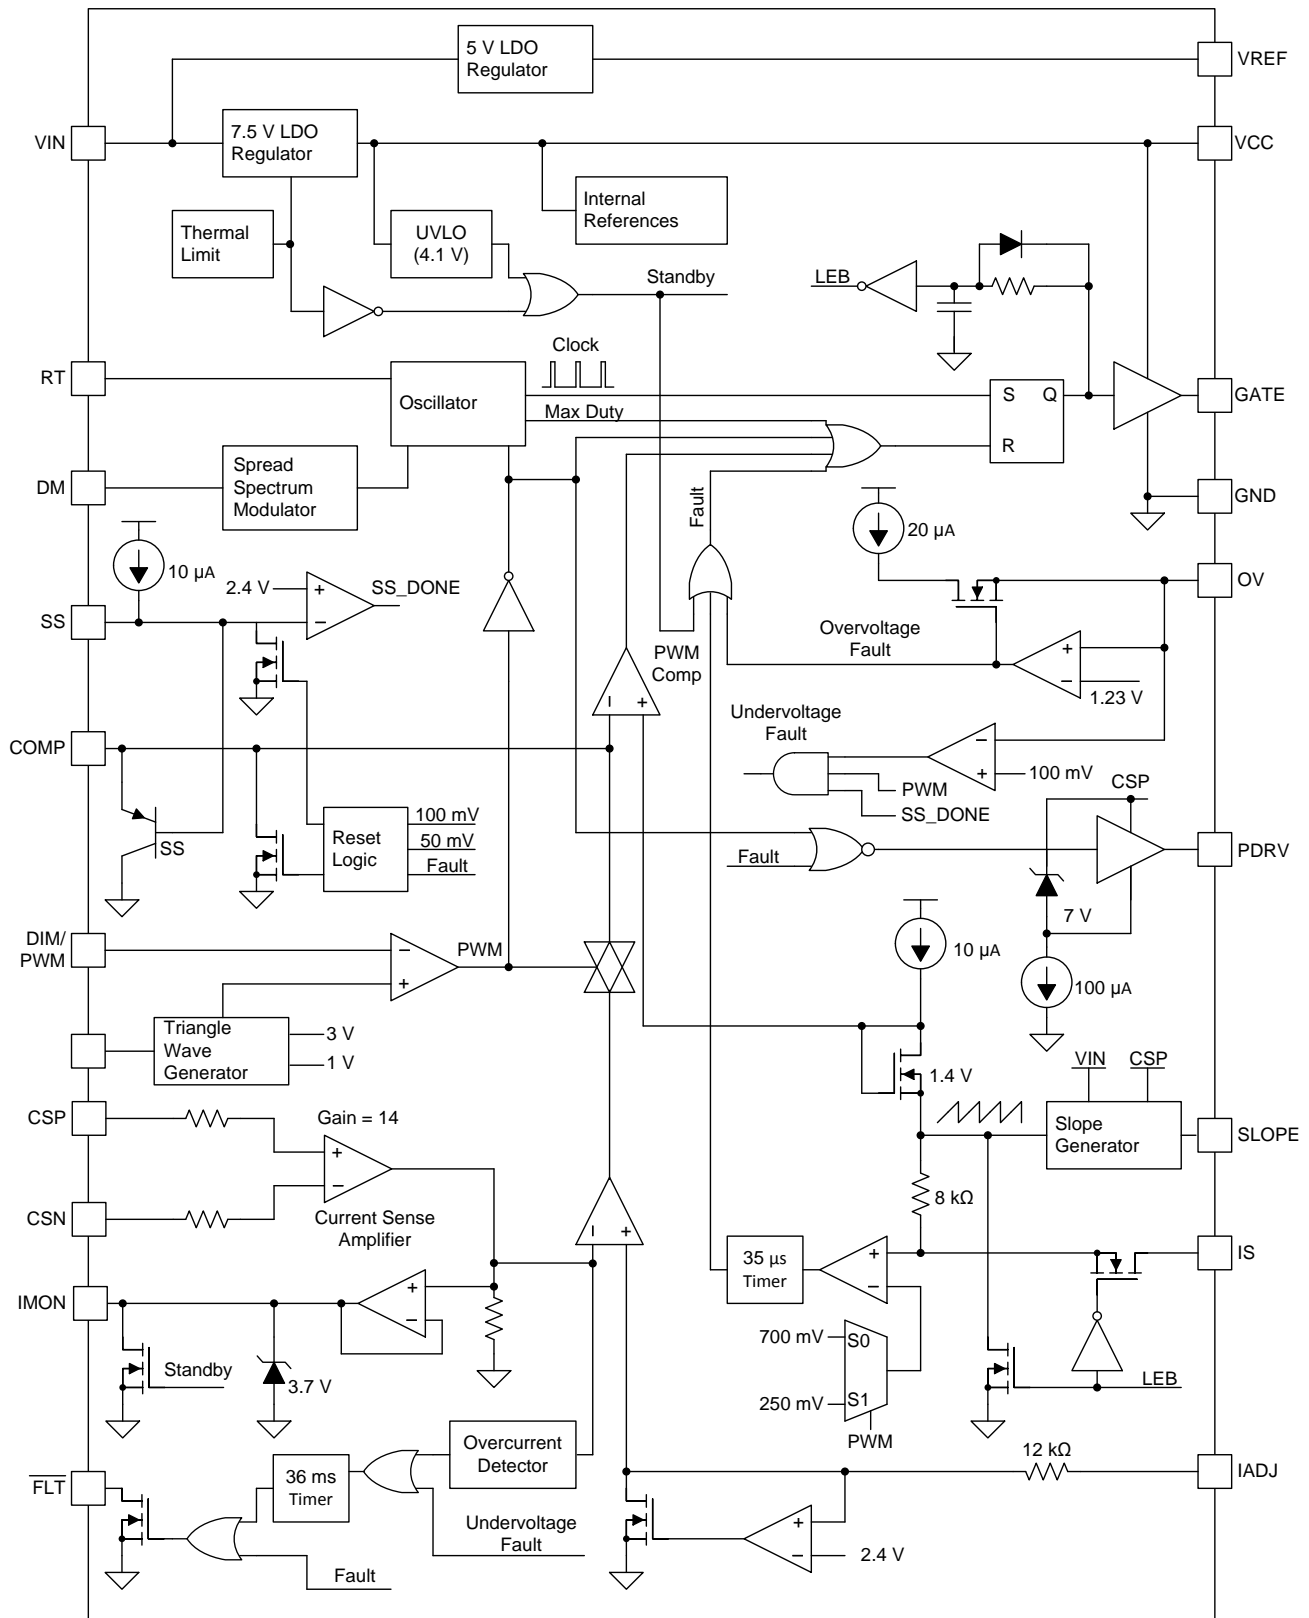 5 V LDO
Regulator
VREF
VIN
7.5 V LDO
Regulator
VCC
Thermal
Limit
UVLO
(4.1 V)
Internal
References
Standby
LEB
Clock
RT
Oscillator
Max Duty
S Q
R
GATE
DM
Spread
Spectrum
Modulator
Fault
GND
20 µA
10 µA
2.4 V
+
−
SS_DONE
SS
OV
Overvoltage
Fault
+
−
1.23 V
PWM
Comp
− +
COMP
Undervoltage
Fault
−
+
100 mV
PWM
SS_DONE
CSP
SS
Reset
Logic
100 mV
50 mV
Fault
Fault
PDRV
7 V
DIM/
PWM
−
+
PWM
10 µA
100 µA
Triangle
Wave
Generator
3 V
1 V
1.4 V
VIN CSP
CSP
Gain = 14
+
−
Slope
Generator
SLOPE
CSN
Current Sense
Amplifier
− +
8 kΩ
35 µs
Timer
+
−
IS
IMON
+
−
Standby
3.7 V
700 mV
S0
250 mV
S1
PWM
LEB
Overcurrent
Detector
12 kΩ
IADJ
FLT
36 ms
Timer
Undervoltage
Fault
+
−
2.4 V
Fault